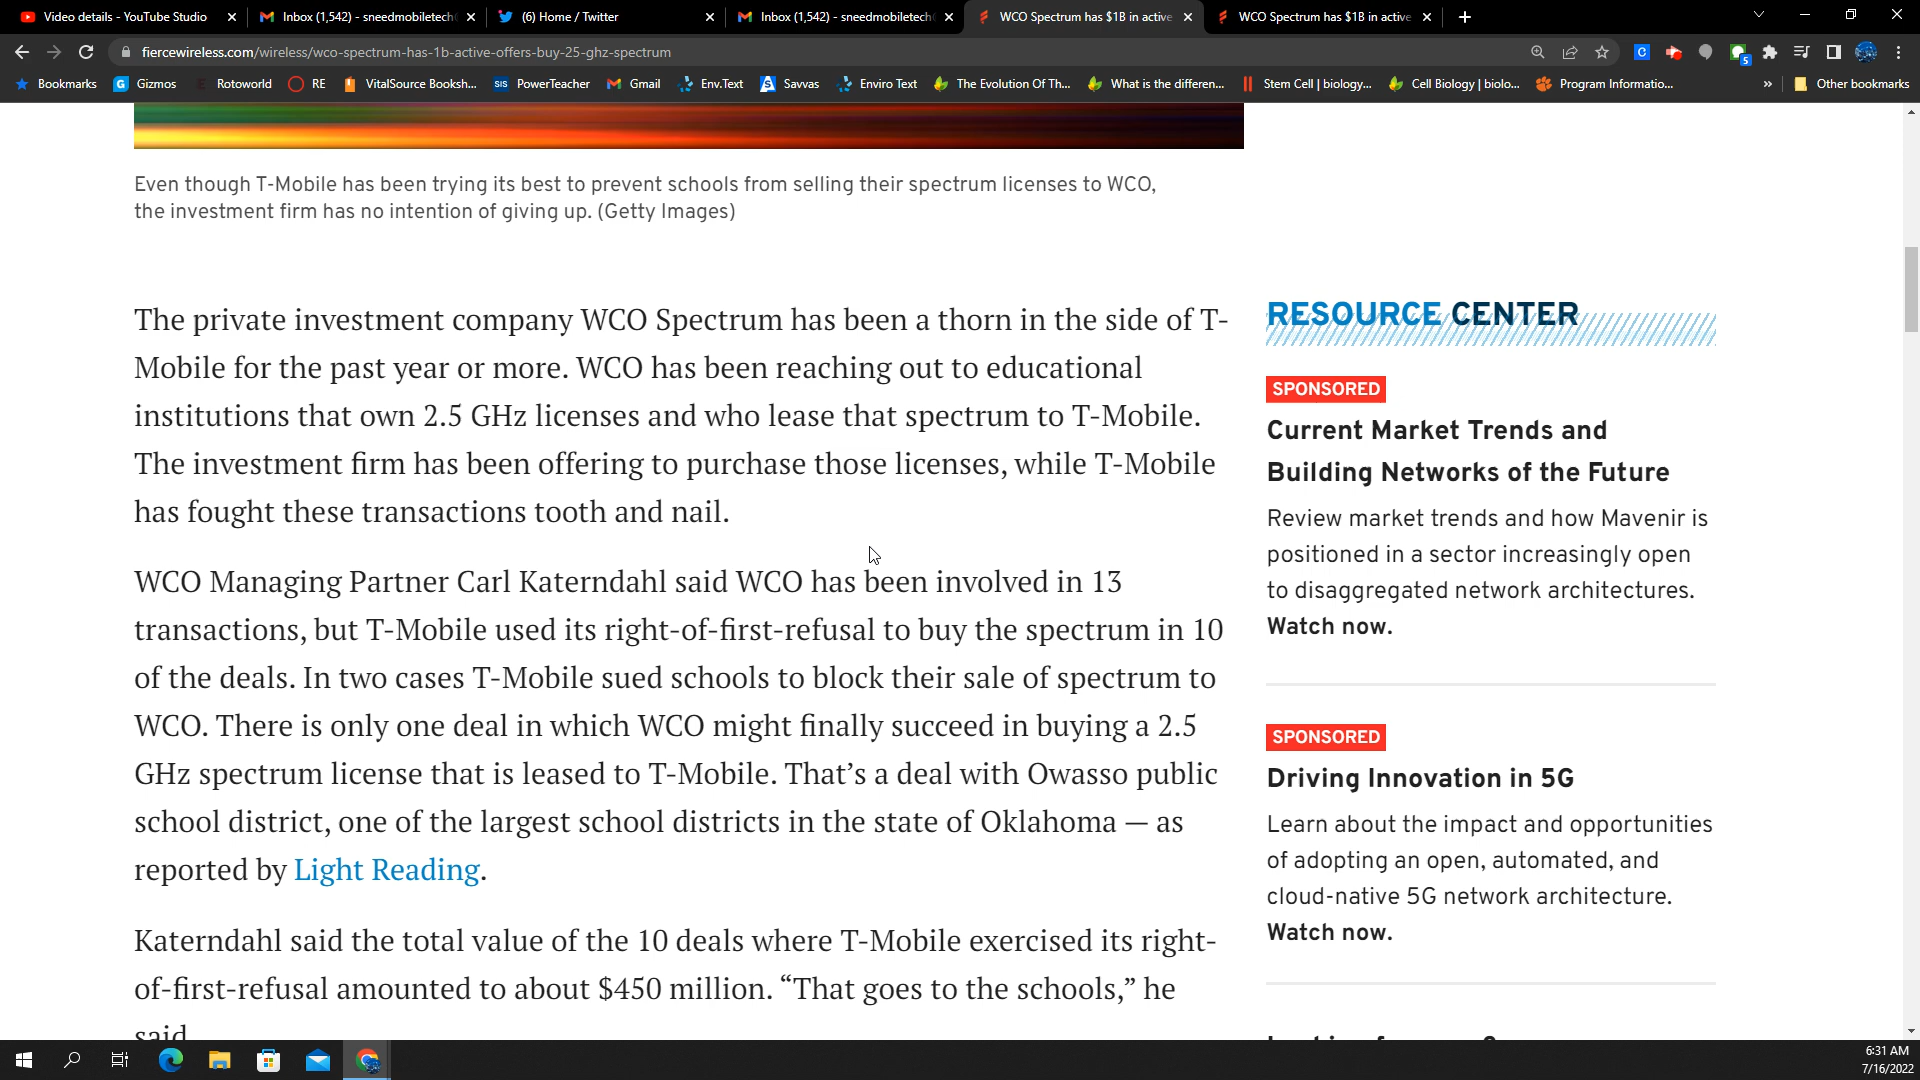 Video details - YouTube Studio
Inbox (1,542) - sneedmobiletech
(6) Home / Twitter
Inbox (1,542) - sneedmobiletech
WCO Spectrum has $1B in active
WCO Spectrum has $1B in active
fiercewireless.com/wireless/wco-spectrum-has-1b-active-offers-buy-25-ghz-spectrum
5
Bookmarks
Gizmos
Rotoworld
RE
VitalSource Booksh...
SIS PowerTeacher
Gmail
Env.Text
Savvas
Enviro Text
The Evolution Of Th...
What is the differen...
Stem Cell | biology...
Cell Biology | biolo...
Program Informatio...
»
Other bookmarks
Even though T-Mobile has been trying its best to prevent schools from selling their spectrum licenses to WCO,
the investment firm has no intention of giving up. (Getty Images)
The private investment company WCO Spectrum has been a thorn in the side of T-
Mobile for the past year or more. WCO has been reaching out to educational
institutions that own 2.5 GHz licenses and who lease that spectrum to T-Mobile.
The investment firm has been offering to purchase those licenses, while T-Mobile
has fought these transactions tooth and nail.
WCO Managing Partner Carl Katerndahl said WCO has been involved in 13
transactions, but T-Mobile used its right-of-first-refusal to buy the spectrum in 10
of the deals. In two cases T-Mobile sued schools to block their sale of spectrum to
WCO. There is only one deal in which WCO might finally succeed in buying a 2.5
GHz spectrum license that is leased to T-Mobile. That’s a deal with Owasso public
school district, one of the largest school districts in the state of Oklahoma — as
reported by Light Reading.
Katerndahl said the total value of the 10 deals where T-Mobile exercised its right-
of-first-refusal amounted to about $450 million. “That goes to the schools,” he
said
RESOURCE CENTER
SPONSORED
Current Market Trends and
Building Networks of the Future
Review market trends and how Mavenir is
positioned in a sector increasingly open
to disaggregated network architectures.
Watch now.
SPONSORED
Driving Innovation in 5G
Learn about the impact and opportunities
of adopting an open, automated, and
cloud-native 5G network architecture.
Watch now.
6:31 AM
7/16/2022